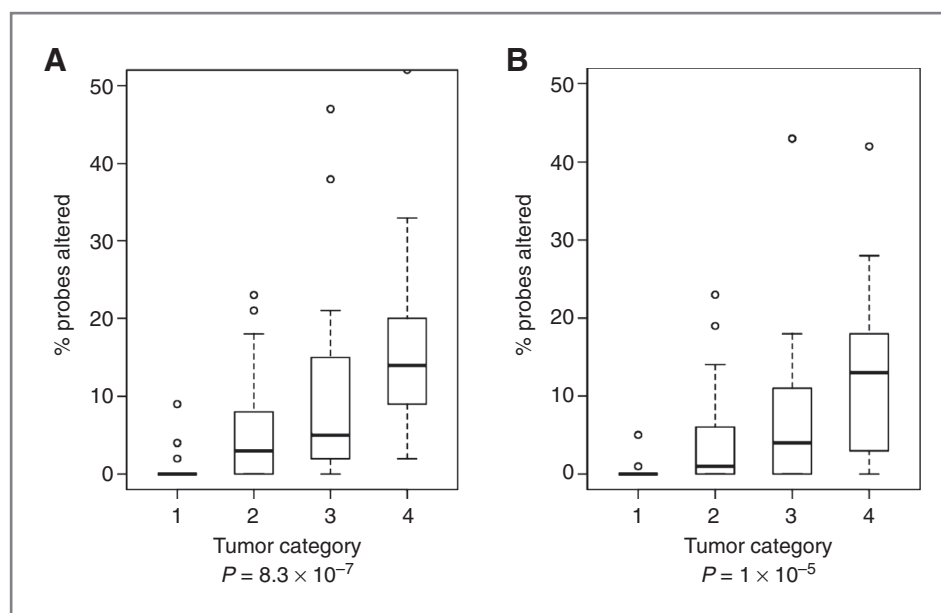 A
B
% probes altered
50
40
30
20
10
0
1 2 3 4
Tumor category
P = 8.3 × 10⁻⁷
% probes altered
50
40
30
20
10
0
1 2 3 4
Tumor category
P = 1 × 10⁻⁵